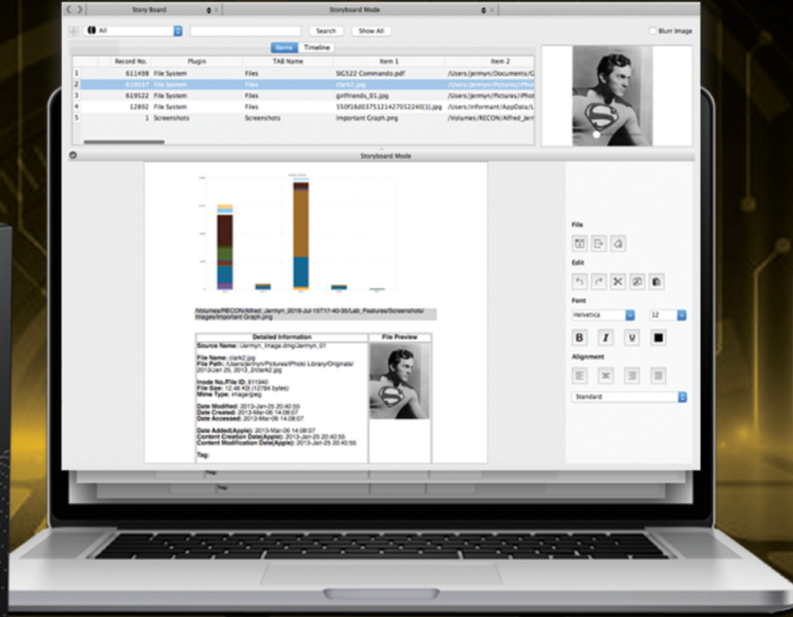 Story Board
Storyboard Mode
All
Search
Show All
Blurr Image
Items
Timeline
Record No.
Plugin
TAB Name
Item 1
Item 2
1 611498 File System Files SIG522 Commando.pdf /Users/jermyn/Documents/G
2 619537 File System Files clark2.jpg /Users/jermyn/Pictures/iPhot
3 619522 File System Files girlfriends_01.jpg /Users/jermyn/Pictures/iPhot
4 12892 File System Files /Users/informant/AppData/L
5 1 Screenshots Screenshots Important Graph.png /Volumes/RECON/Alfred_Jerr
Storyboard Mode
/Volumes/RECON/Alfred_Jermyn_2018-Jul-15T17-40-35/Lab_Features/Screenshots/
Images/Important Graph.png
Detailed Information
File Preview
Source Name: /Jermyn_Image.dmg/Jermyn_01
File Name: clark2.jpg
File Path: /Users/jermyn/Pictures/iPhoto Library/Originals/
2013/Jan 25, 2013_2/clark2.jpg
Inode No./File ID: 611940
File Size: 12.48 KB (12784 bytes)
Mime Type: image/jpeg
Date Modified: 2013-Jan-25 20:40:55
Date Created: 2013-Mar-06 14:08:07
Date Accessed: 2013-Mar-06 14:08:07
Date Added(Apple): 2013-Mar-06 14:08:07
Content Creation Date(Apple): 2013-Jan-25 20:40:55
Content Modification Date(Apple): 2013-Jan-25 20:40:55
Tag:
File
Edit
Font
Helvetica
12
B I U
Alignment
Standard
Tag:
Tag: